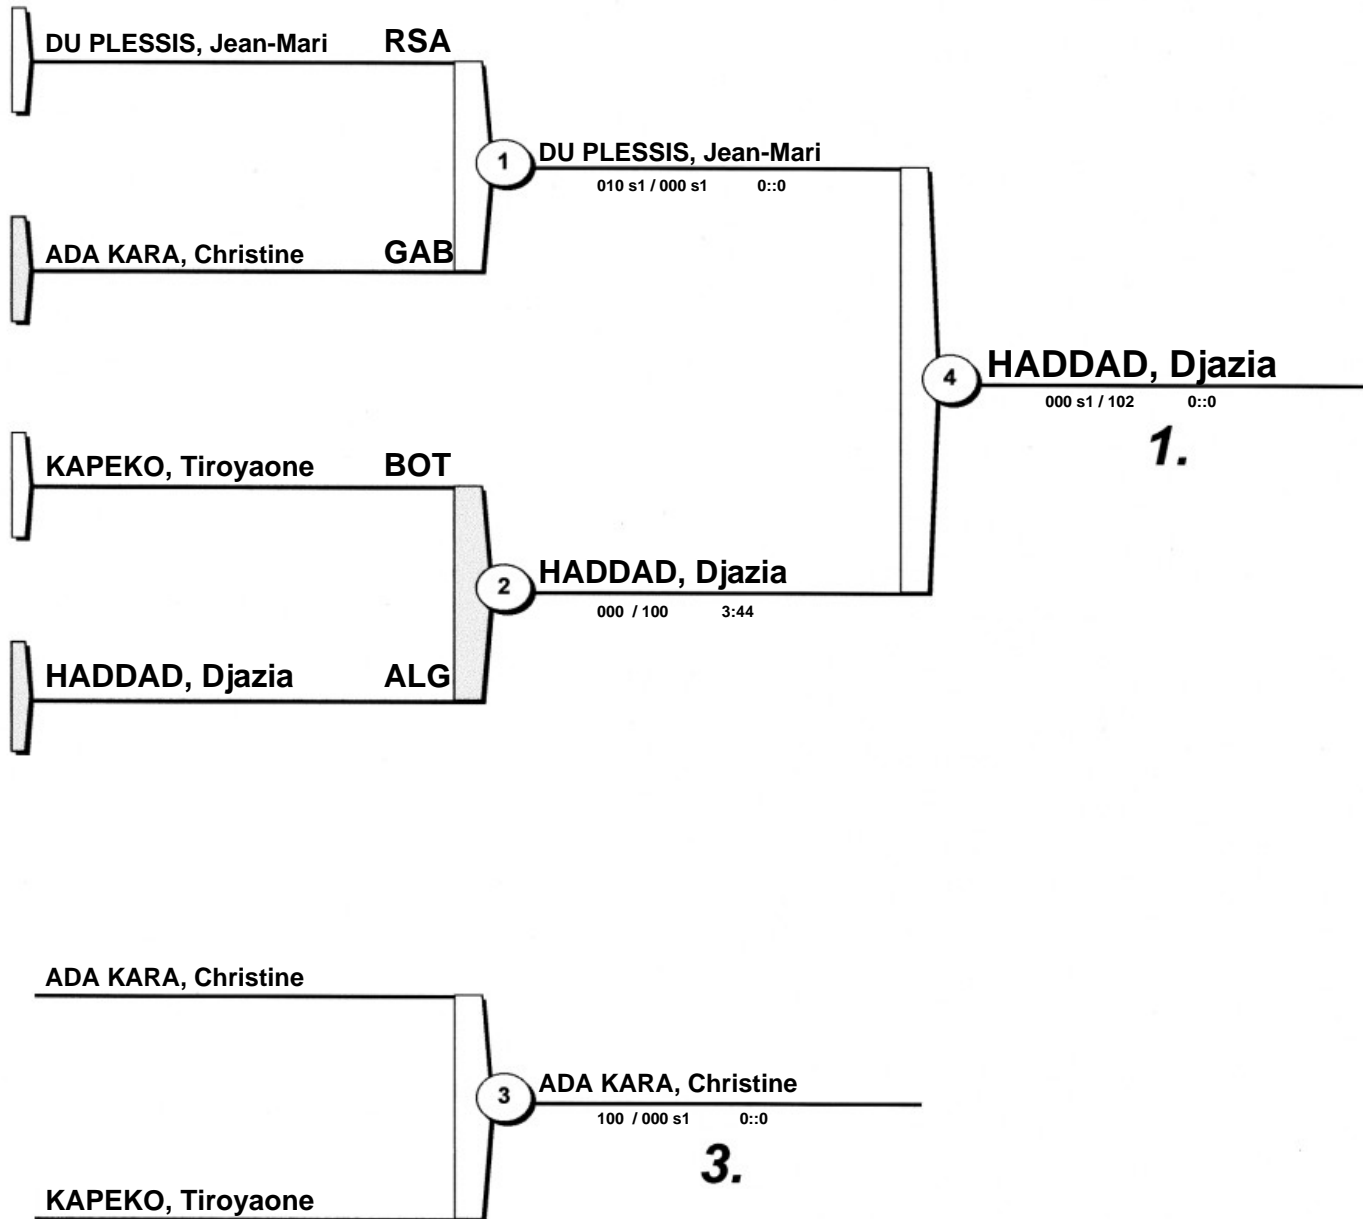 DU PLESSIS, Jean-Mari RSA
1
DU PLESSIS, Jean-Mari
010 s1 / 000 s1 0::0
ADA KARA, Christine GAB
4
HADDAD, Djazia
000 s1 / 102 0::0
1.
KAPEKO, Tiroyaone BOT
2
HADDAD, Djazia
000 / 100 3:44
HADDAD, Djazia ALG
ADA KARA, Christine
3
ADA KARA, Christine
100 / 000 s1 0::0
3.
KAPEKO, Tiroyaone